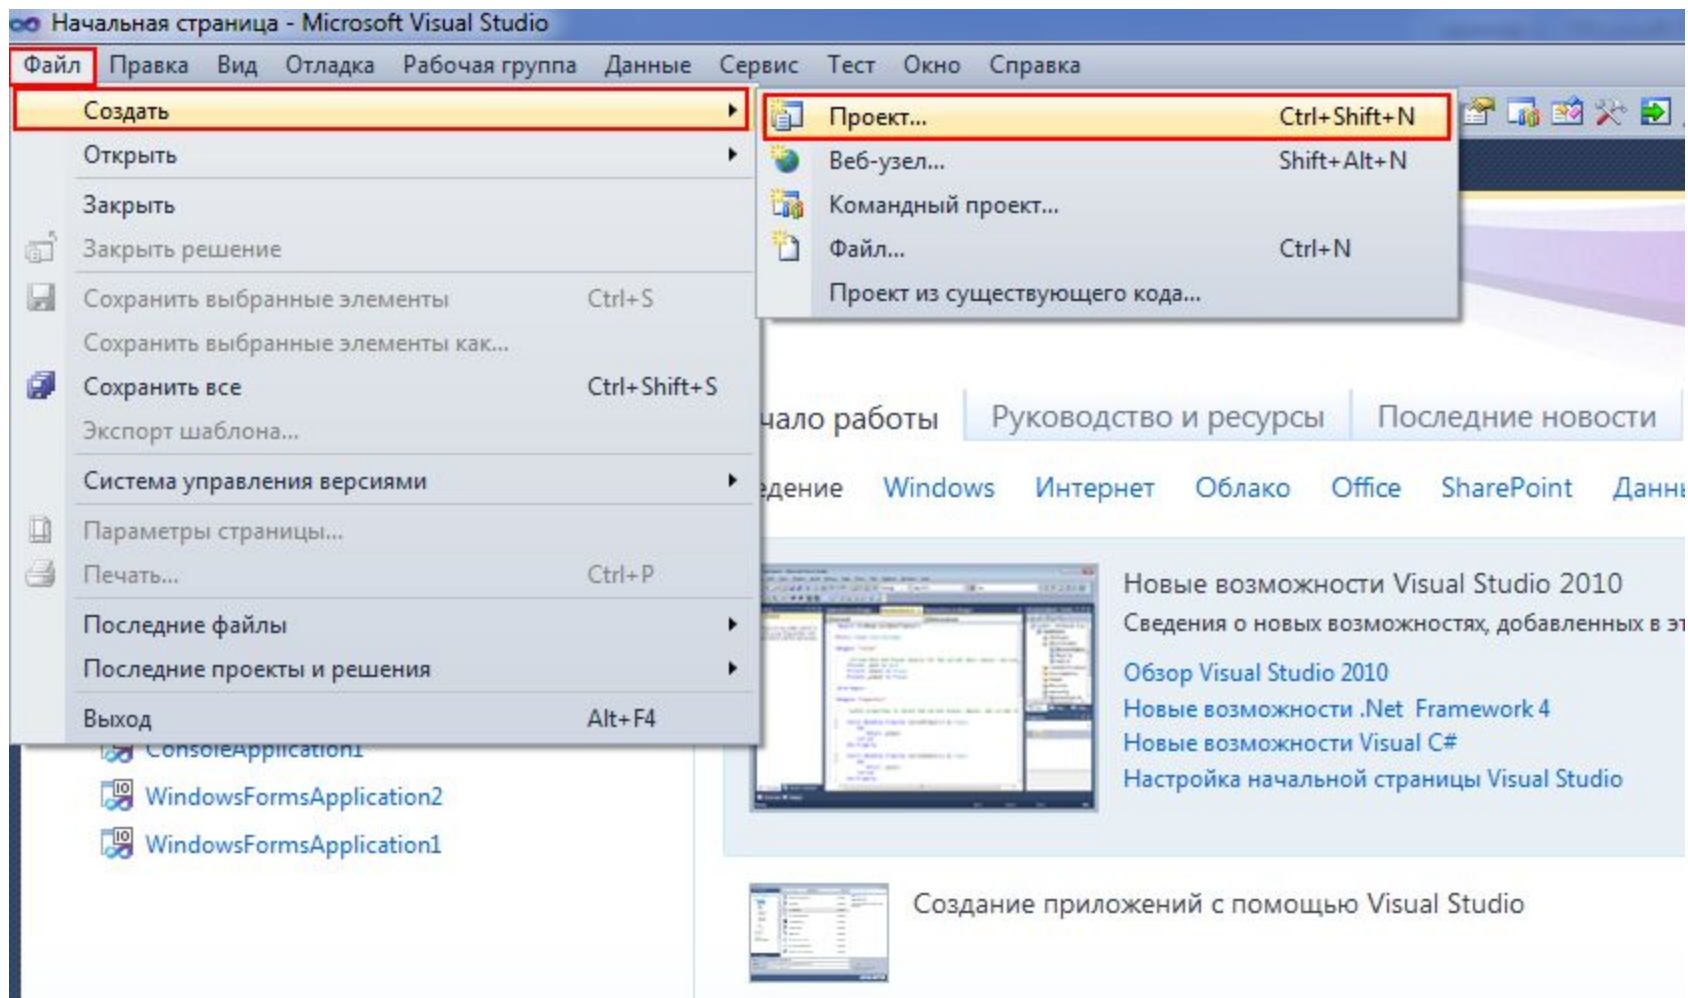 Начальная страница - Microsoft Visual Studio
Файл Правка Вид Отладка Рабочая группа Данные Сервис Тест Окно Справка
Создать
Открыть
Закрыть
Закрыть решение
Сохранить выбранные элементы Ctrl+S
Сохранить выбранные элементы как...
Сохранить все Ctrl+Shift+S
Экспорт шаблона...
Система управления версиями
Параметры страницы...
Печать... Ctrl+P
Последние файлы
Последние проекты и решения
Выход Alt+F4
Проект... Ctrl+Shift+N
Веб-узел... Shift+Alt+N
Командный проект...
Файл... Ctrl+N
Проект из существующего кода...
чало работы Руководство и ресурсы Последние новости
едение Windows Интернет Облако Office SharePoint Данн
Новые возможности Visual Studio 2010
Сведения о новых возможностях, добавленных в эт
Обзор Visual Studio 2010
Новые возможности .Net Framework 4
Новые возможности Visual C#
Настройка начальной страницы Visual Studio
ConsoleApplication1
WindowsFormsApplication2
WindowsFormsApplication1
Создание приложений с помощью Visual Studio